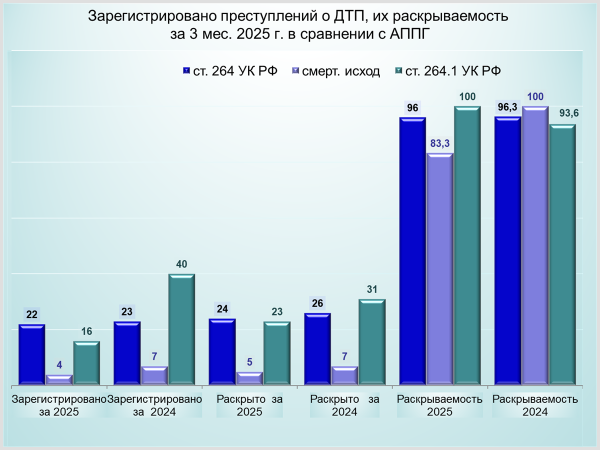 Зарегистрировано преступлений о ДТП, их раскрываемость
за 3 мес. 2025 г. в сравнении с АППГ
ст. 264 УК РФ смерт. исход ст. 264.1 УК РФ
22 4 16
23 7 40
24 5 23
26 7 31
96 83,3 100
96,3 100 93,6
Зарегистрировано
за 2025
Зарегистрировано
за 2024
Раскрыто за
2025
Раскрыто за
2024
Раскрываемость
2025
Раскрываемость
2024